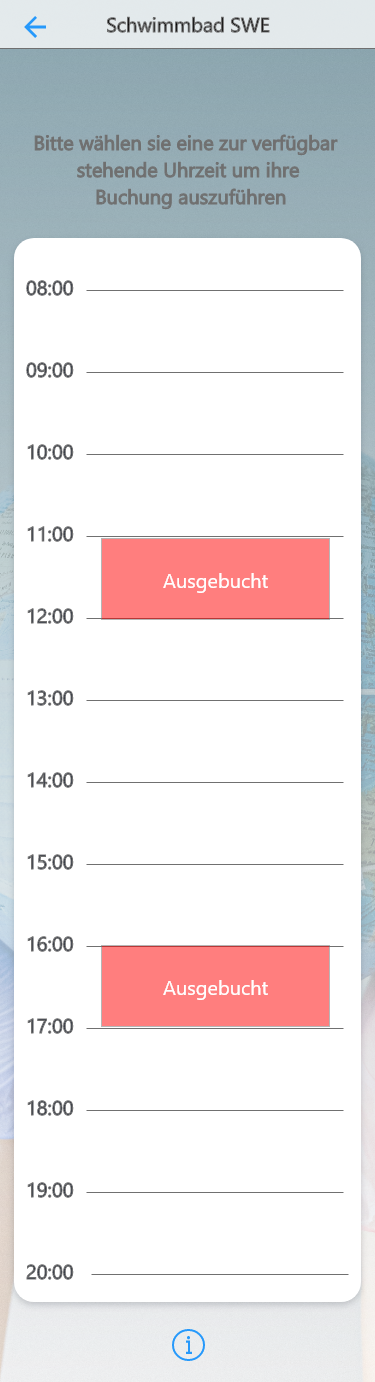 Schwimmbad SWE
Bitte wählen sie eine zur verfügbar
stehende Uhrzeit um ihre
Buchung auszuführen
08:00
09:00
10:00
11:00
Ausgebucht
12:00
13:00
14:00
15:00
16:00
Ausgebucht
17:00
18:00
19:00
20:00